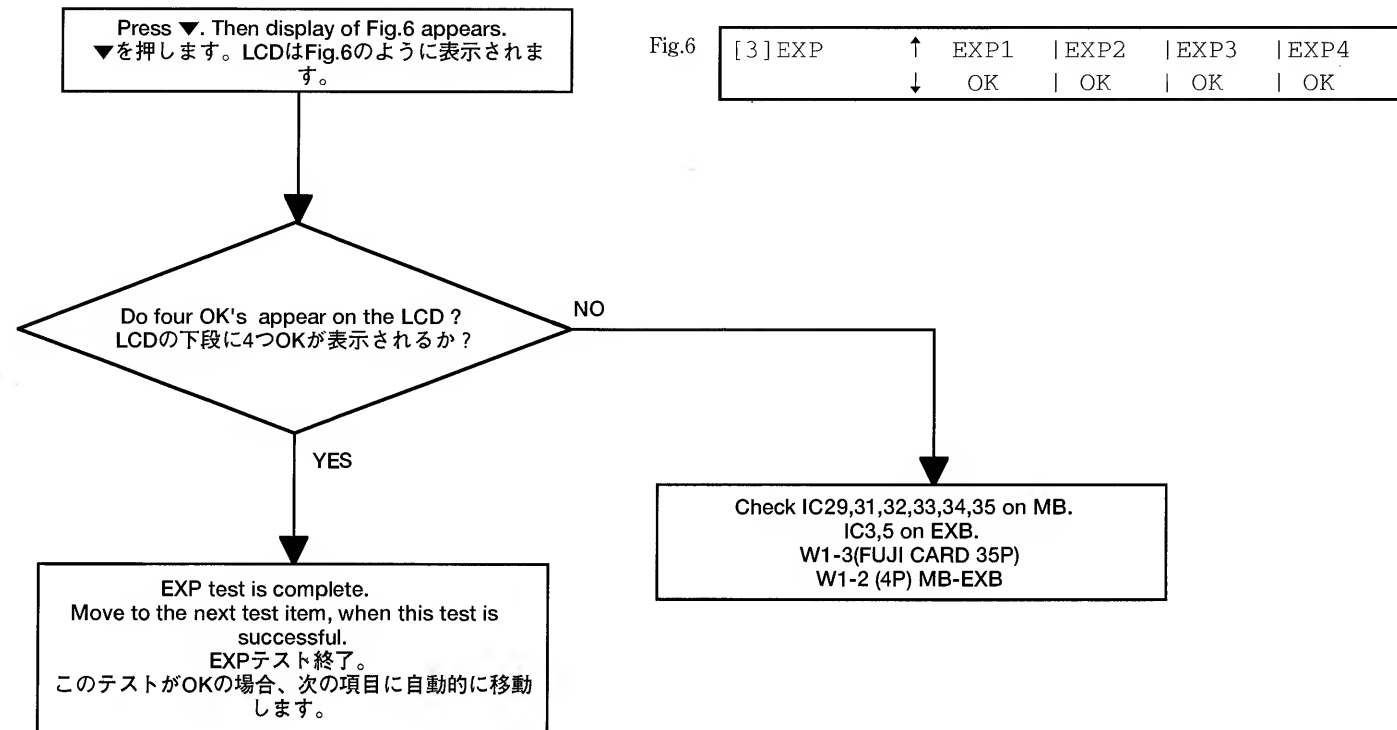 Press ▼. Then display of Fig.6 appears.
▼を押します。LCDはFig.6のように表示されま
す。
Fig.6
[3]EXP ↑ EXP1 |EXP2 |EXP3 |EXP4
↓ OK | OK | OK | OK
Do four OK's appear on the LCD ?
LCDの下段に4つOKが表示されるか？
NO
YES
Check IC29,31,32,33,34,35 on MB.
IC3,5 on EXB.
W1-3(FUJI CARD 35P)
W1-2 (4P) MB-EXB
EXP test is complete.
Move to the next test item, when this test is
successful.
EXPテスト終了。
このテストがOKの場合、次の項目に自動的に移動
します。